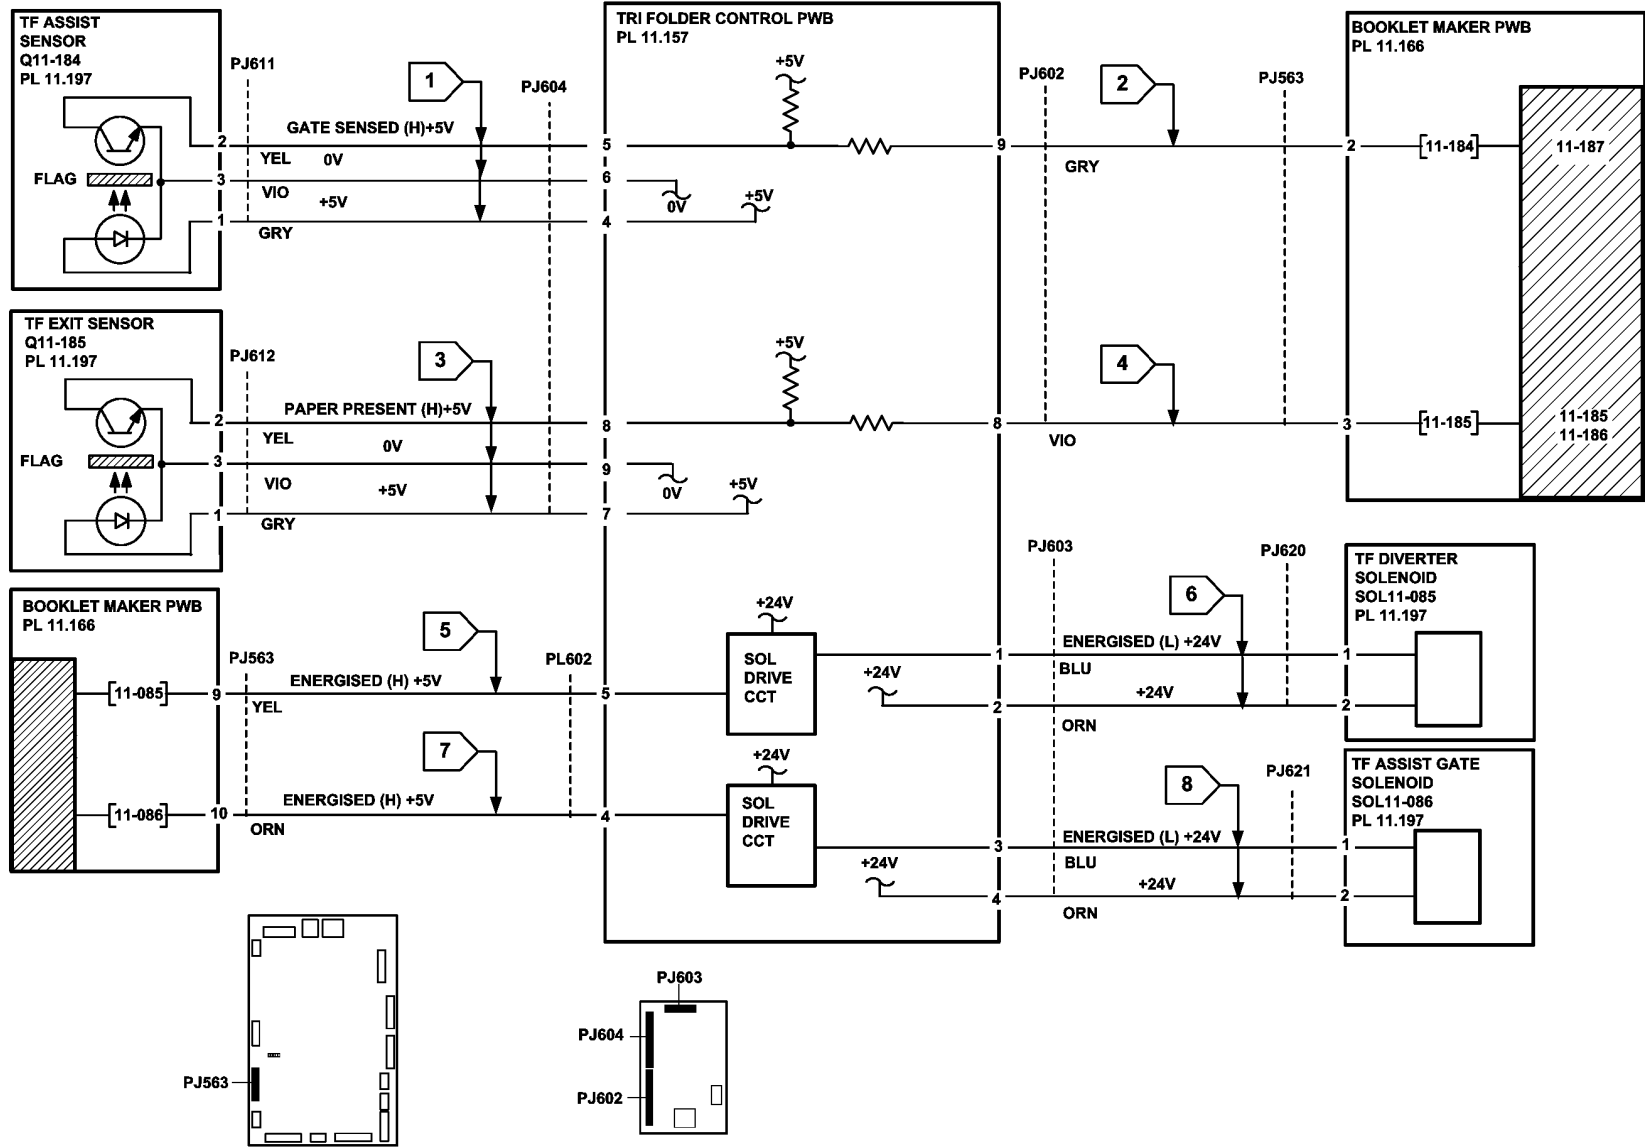 TF ASSIST
SENSOR
Q11-184
PL 11.197
PJ611
1
PJ604
GATE SENSED (H)+5V
2
YEL
0V
FLAG
3
VIO
+5V
1
GRY
TRI FOLDER CONTROL PWB
PL 11.157
+5V
5
6
0V
+5V
4
9
PJ602
2
PJ563
GRY
BOOKLET MAKER PWB
PL 11.166
2
11-184
11-187
TF EXIT SENSOR
Q11-185
PL 11.197
PJ612
3
PAPER PRESENT (H)+5V
2
YEL
0V
FLAG
3
VIO
+5V
1
GRY
+5V
8
9
0V
+5V
7
8
4
VIO
3
11-185
11-185
11-186
BOOKLET MAKER PWB
PL 11.166
PJ563
5
PL602
11-085
9
ENERGISED (H) +5V
YEL
5
7
11-086
10
ENERGISED (H) +5V
ORN
4
+24V
SOL
DRIVE
CCT
+24V
1
2
+24V
SOL
DRIVE
CCT
+24V
3
4
PJ603
6
PJ620
ENERGISED (L) +24V
BLU
+24V
ORN
1
2
TF DIVERTER
SOLENOID
SOL11-085
PL 11.197
8
PJ621
ENERGISED (L) +24V
BLU
+24V
ORN
1
2
TF ASSIST GATE
SOLENOID
SOL11-086
PL 11.197
PJ563
PJ603
PJ604
PJ602